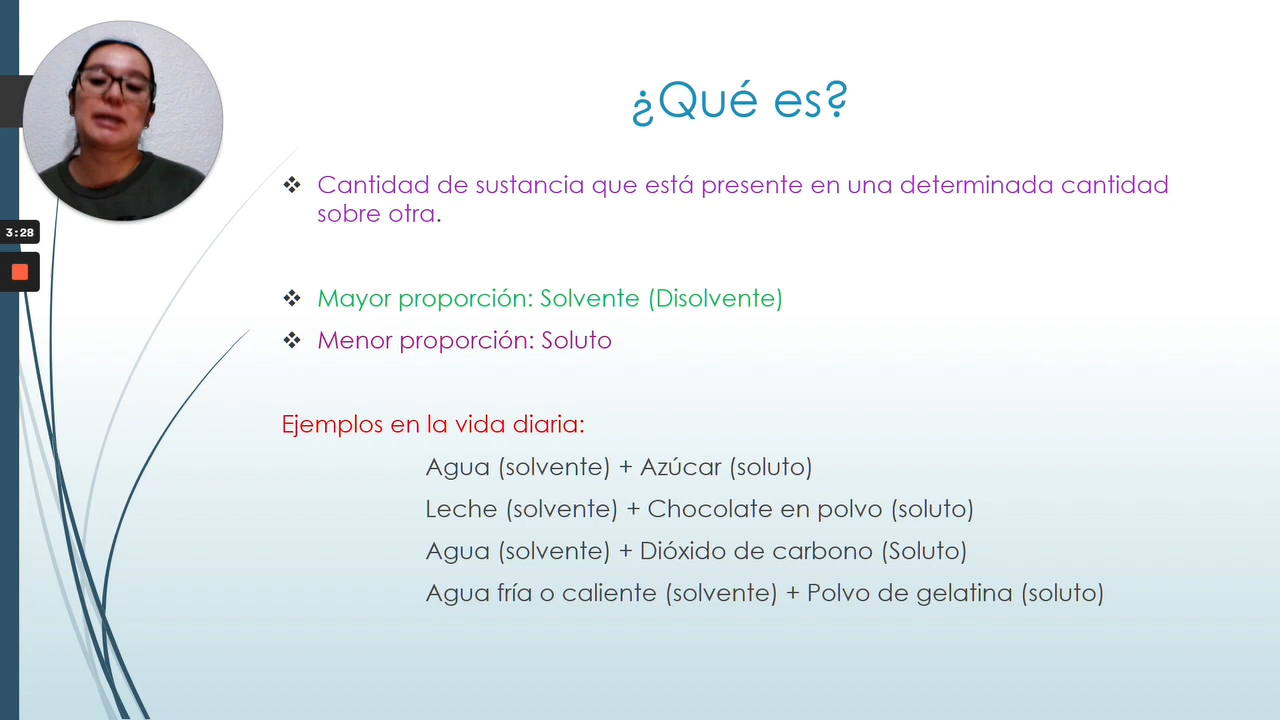 ¿Qué es?
Cantidad de sustancia que está presente en una determinada cantidad
sobre otra.
Mayor proporción: Solvente (Disolvente)
Menor proporción: Soluto
Ejemplos en la vida diaria:
Agua (solvente) + Azúcar (soluto)
Leche (solvente) + Chocolate en polvo (soluto)
Agua (solvente) + Dióxido de carbono (Soluto)
Agua fría o caliente (solvente) + Polvo de gelatina (soluto)
3:28